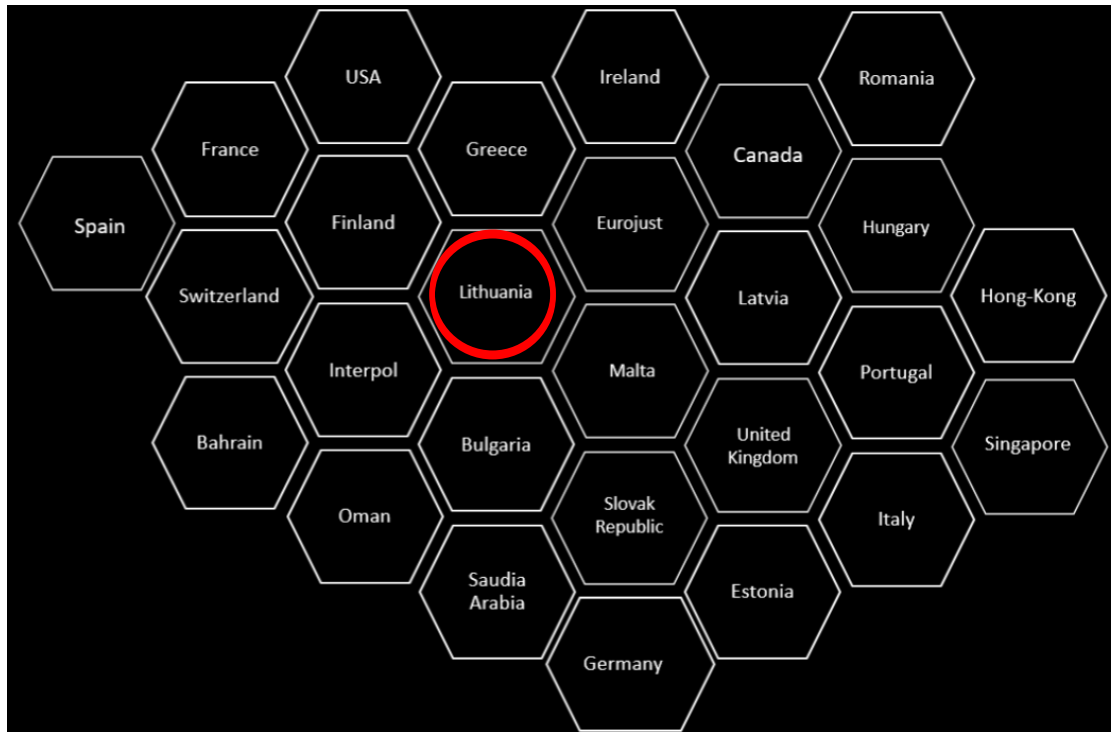 USA
Ireland
Romania
France
Greece
Canada
Spain
Finland
Eurojust
Hungary
Switzerland
Lithuania
Latvia
Hong-Kong
Interpol
Malta
Portugal
Bahrain
Bulgaria
United
Kingdom
Singapore
Oman
Slovak
Republic
Italy
Saudia
Arabia
Estonia
Germany